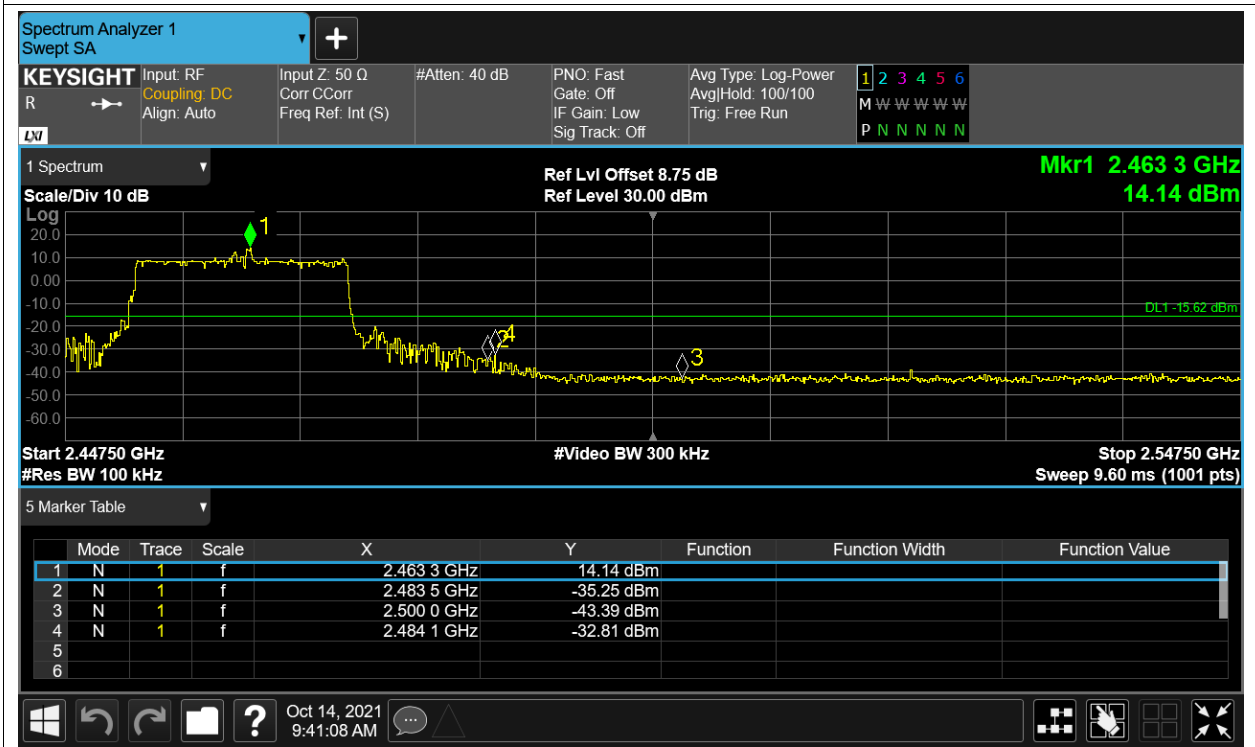 Spectrum Analyzer 1
Swept SA
KEYSIGHT Input: RF Input Z: 50 Ω #Atten: 40 dB PNO: Fast Avg Type: Log-Power 1 2 3 4 5 6
R Coupling: DC Corr CCorr Gate: Off Avg|Hold: 100/100 M W W W W W
Align: Auto Freq Ref: Int (S) IF Gain: Low Trig: Free Run
LXI Sig Track: Off P N N N N N
1 Spectrum Ref Lvl Offset 8.75 dB Mkr1 2.463 3 GHz
Scale/Div 10 dB Ref Level 30.00 dBm 14.14 dBm
Log
1
20.0
10.0
0.00
-10.0
DL1 -15.62 dBm
-20.0
-30.0
2 4
3
-40.0
-50.0
-60.0
Start 2.44750 GHz #Video BW 300 kHz Stop 2.54750 GHz
#Res BW 100 kHz Sweep 9.60 ms (1001 pts)
5 Marker Table
Mode Trace Scale X Y Function Function Width Function Value
1 N 1 f 2.463 3 GHz 14.14 dBm
2 N 1 f 2.483 5 GHz -35.25 dBm
3 N 1 f 2.500 0 GHz -43.39 dBm
4 N 1 f 2.484 1 GHz -32.81 dBm
5
6
? Oct 14, 2021
9:41:08 AM